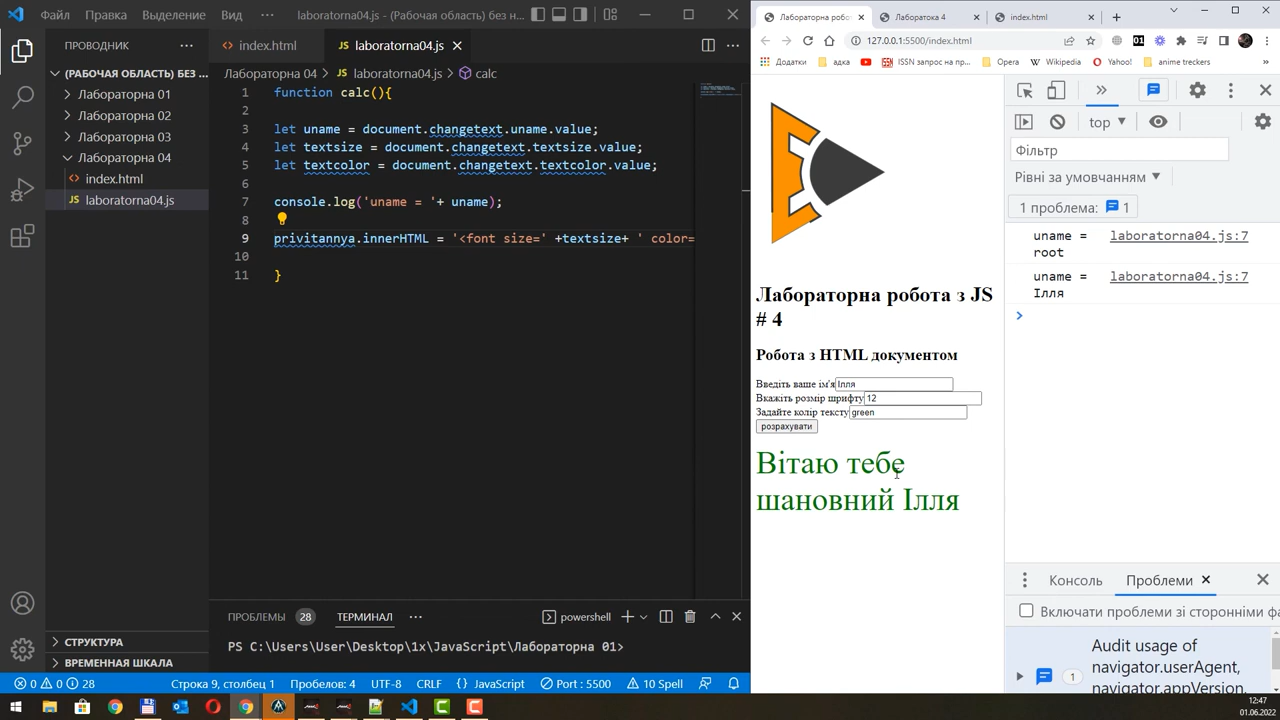 Файл Правка Выделение Вид ··· laboratorna04.js - (Рабочая область) без н...
ПРОВОДНИК ···
(РАБОЧАЯ ОБЛАСТЬ) БЕЗ ...
Лабораторна 01
Лабораторна 02
Лабораторна 03
Лабораторна 04
index.html
JS laboratorna04.js
СТРУКТУРА
ВРЕМЕННАЯ ШКАЛА
index.html JS laboratorna04.js
Лабораторна 04 > JS laboratorna04.js > calc
1 function calc(){
2
3 let uname = document.changetext.uname.value;
4 let textsize = document.changetext.textsize.value;
5 let textcolor = document.changetext.textcolor.value;
6
7 console.log('uname = '+ uname);
8
9 privitannya.innerHTML = '<font size=' +textsize+ ' color=
10
11 }
ПРОБЛЕМЫ 28 ТЕРМИНАЛ ··· powershell
PS C:\Users\User\Desktop\1x\JavaScript\Лабораторна 01>
0 0 28 Строка 9, столбец 1 Пробелов: 4 UTF-8 CRLF JavaScript Port : 5500 10 Spell
Лабораторна робо Лаборатока 4 index.html
127.0.0.1:5500/index.html
01
Додатки адка ISSN запрос на пр... Opera Wikipedia Yahoo! anime treckers »
Лабораторна робота з JS
# 4
Робота з HTML документом
Введіть ваше ім'я Ілля
Вкажіть розмір шрифту 12
Задайте колір тексту green
розрахувати
Вітаю тебе
шановний Ілля
top
Фільтр
Рівні за умовчанням
1 проблема: 1
uname = laboratorna04.js:7
root
uname = laboratorna04.js:7
Ілля
Консоль Проблеми
Включати проблеми зі сторонніми фа
Audit usage of
1 navigator.userAgent,
navigator.appVersion,
12:47
01.06.2022